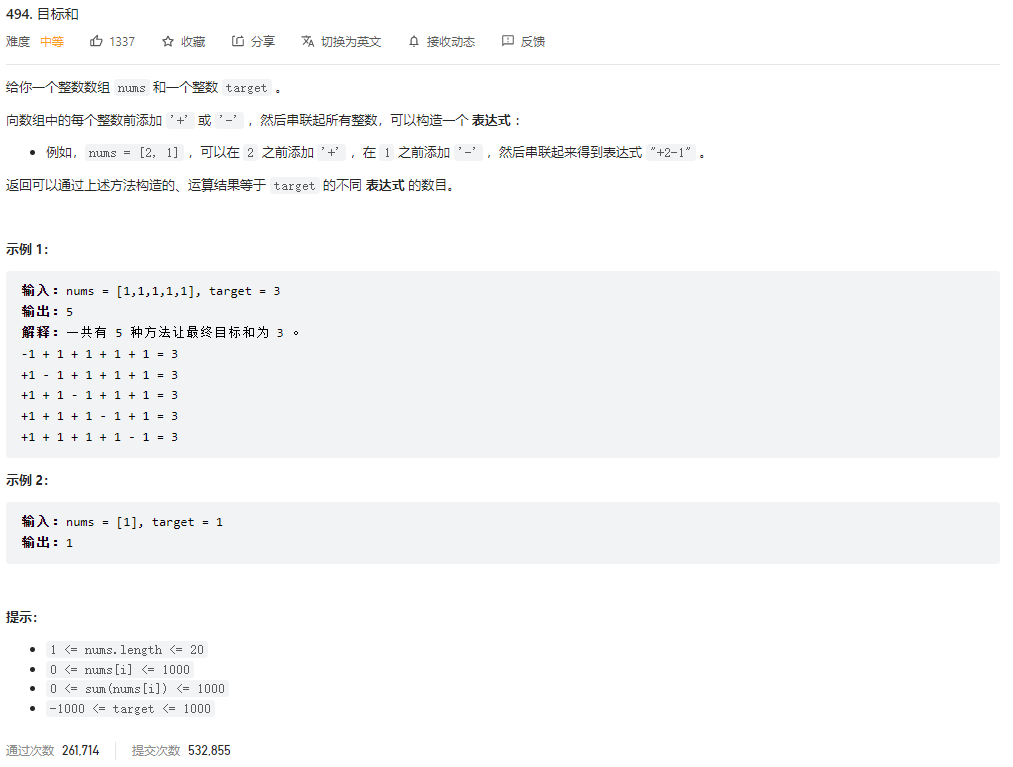 494. 目标和
难度 中等 1337 收藏 分享 切换为英文 接收动态 反馈
给你一个整数数组 nums 和一个整数 target 。
向数组中的每个整数前添加 '+' 或 '-' ，然后串联起所有整数，可以构造一个 表达式 ：
• 例如，nums = [2, 1] ，可以在 2 之前添加 '+' ，在 1 之前添加 '-' ，然后串联起来得到表达式 "+2-1" 。
返回可以通过上述方法构造的、运算结果等于 target 的不同 表达式 的数目。
示例 1：
输入：nums = [1,1,1,1,1], target = 3
输出：5
解释：一共有 5 种方法让最终目标和为 3 。
-1 + 1 + 1 + 1 + 1 = 3
+1 - 1 + 1 + 1 + 1 = 3
+1 + 1 - 1 + 1 + 1 = 3
+1 + 1 + 1 - 1 + 1 = 3
+1 + 1 + 1 + 1 - 1 = 3
示例 2：
输入：nums = [1], target = 1
输出：1
提示：
• 1 <= nums.length <= 20
• 0 <= nums[i] <= 1000
• 0 <= sum(nums[i]) <= 1000
• -1000 <= target <= 1000
通过次数 261,714 提交次数 532,855